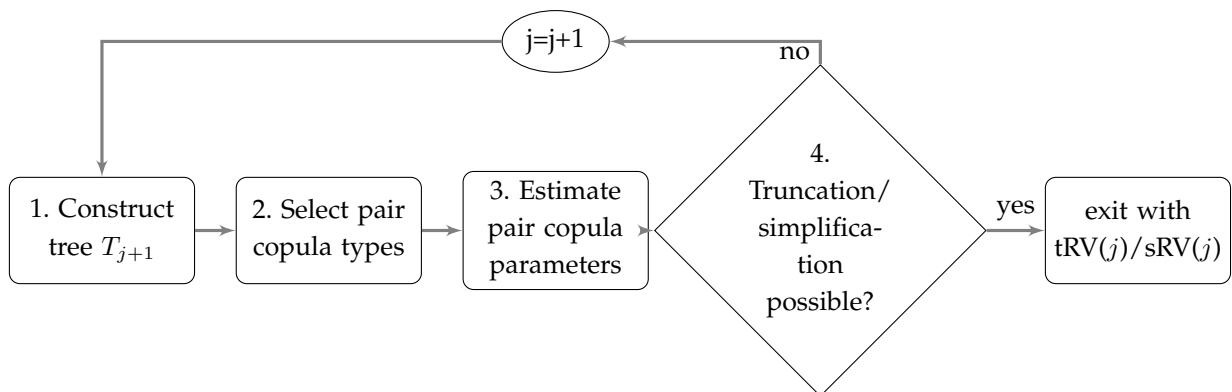 j=j+1
no
1. Construct
tree $T_{j+1}$
2. Select pair
copula types
3. Estimate
pair copula
parameters
4.
Truncation/
simplifica-
tion
possible?
yes
exit with
tRV(j)/sRV(j)